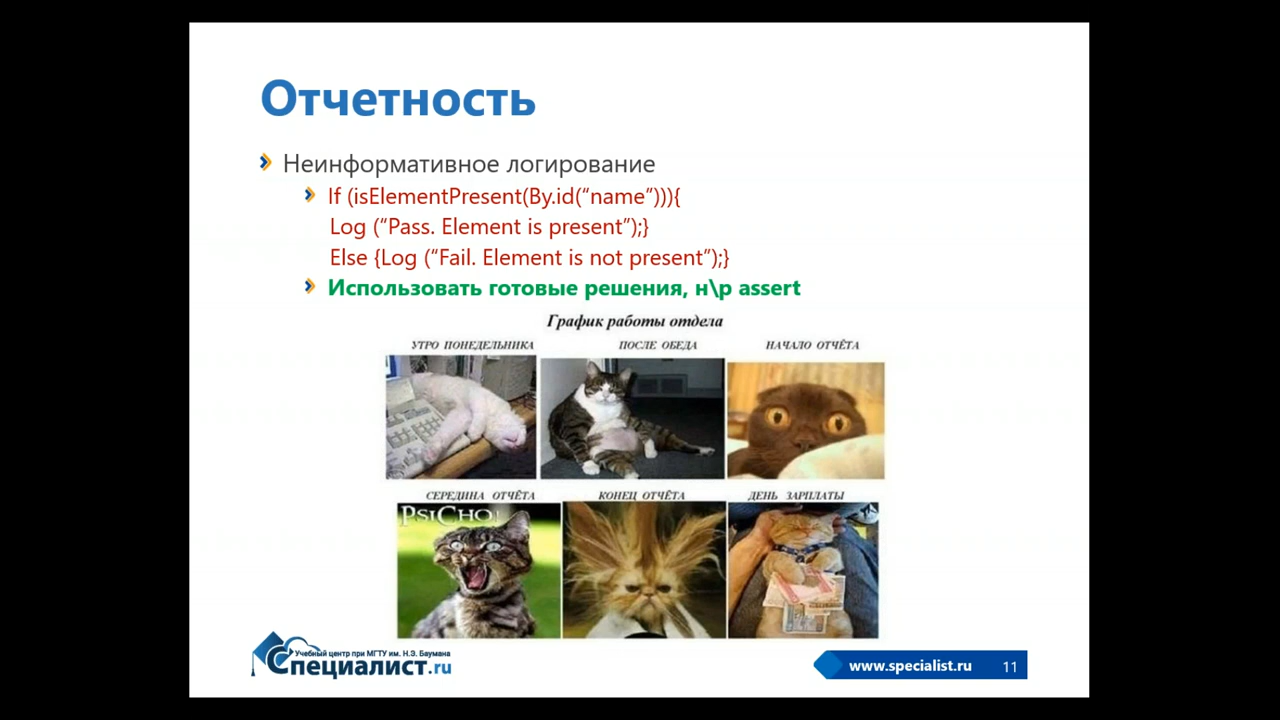 Отчетность
Неинформативное логирование
If (isElementPresent(By.id(“name”))){
Log (“Pass. Element is present”);}
Else {Log (“Fail. Element is not present”);}
Использовать готовые решения, н\р assert
График работы отдела
УТРО ПОНЕДЕЛЬНИКА
ПОСЛЕ ОБЕДА
НАЧАЛО ОТЧЁТА
СЕРЕДИНА ОТЧЁТА
КОНЕЦ ОТЧЁТА
ДЕНЬ ЗАРПЛАТЫ
PSICHO!
Учебный центр при МГТУ им. Н.Э. Баумана
Специалист.ru
www.specialist.ru
11